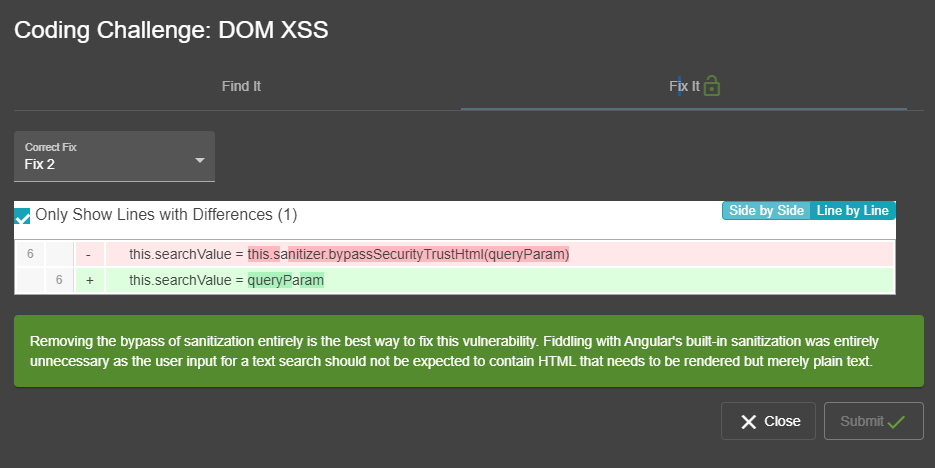 Coding Challenge: DOM XSS
Find It
Fix It
Correct Fix
Fix 2
Only Show Lines with Differences (1)
Side by Side Line by Line
6 - this.searchValue = this.sanitizer.bypassSecurityTrustHtml(queryParam)
6 + this.searchValue = queryParam
Removing the bypass of sanitization entirely is the best way to fix this vulnerability. Fiddling with Angular's built-in sanitization was entirely
unnecessary as the user input for a text search should not be expected to contain HTML that needs to be rendered but merely plain text.
Close
Submit